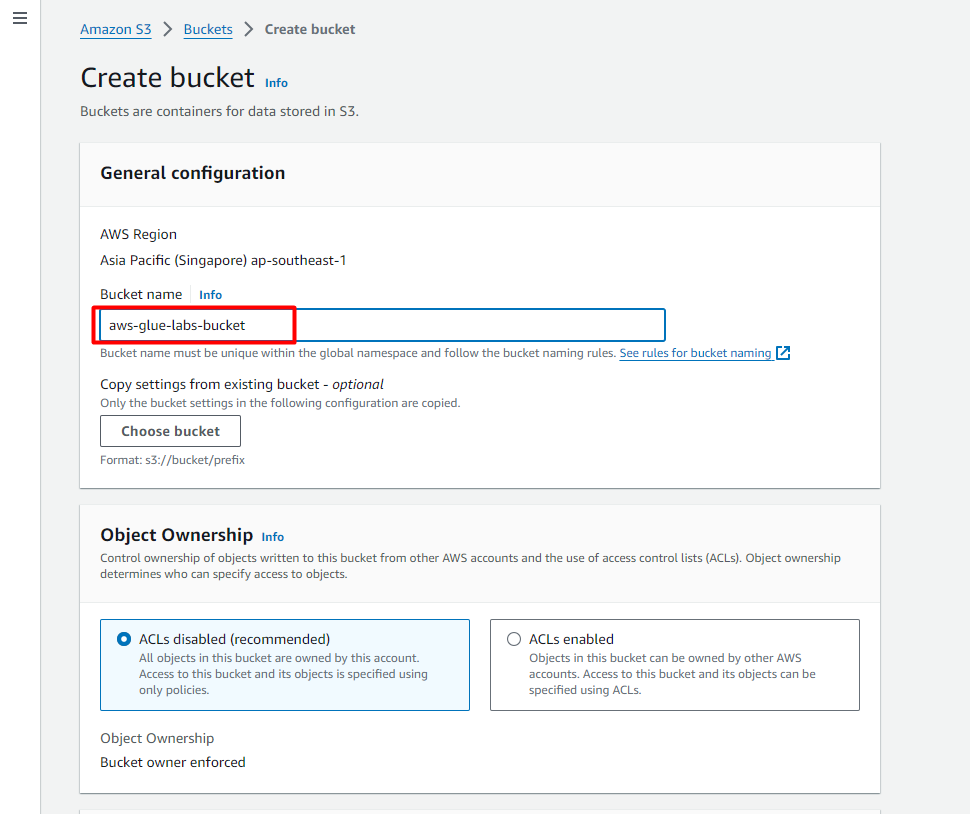 Amazon S3 > Buckets > Create bucket
Create bucket Info
Buckets are containers for data stored in S3.
General configuration
AWS Region
Asia Pacific (Singapore) ap-southeast-1
Bucket name Info
aws-glue-labs-bucket
Bucket name must be unique within the global namespace and follow the bucket naming rules. See rules for bucket naming
Copy settings from existing bucket - optional
Only the bucket settings in the following configuration are copied.
Choose bucket
Format: s3://bucket/prefix
Object Ownership Info
Control ownership of objects written to this bucket from other AWS accounts and the use of access control lists (ACLs). Object ownership
determines who can specify access to objects.
ACLs disabled (recommended)
All objects in this bucket are owned by this account.
Access to this bucket and its objects is specified using
only policies.
ACLs enabled
Objects in this bucket can be owned by other AWS
accounts. Access to this bucket and its objects can be
specified using ACLs.
Object Ownership
Bucket owner enforced